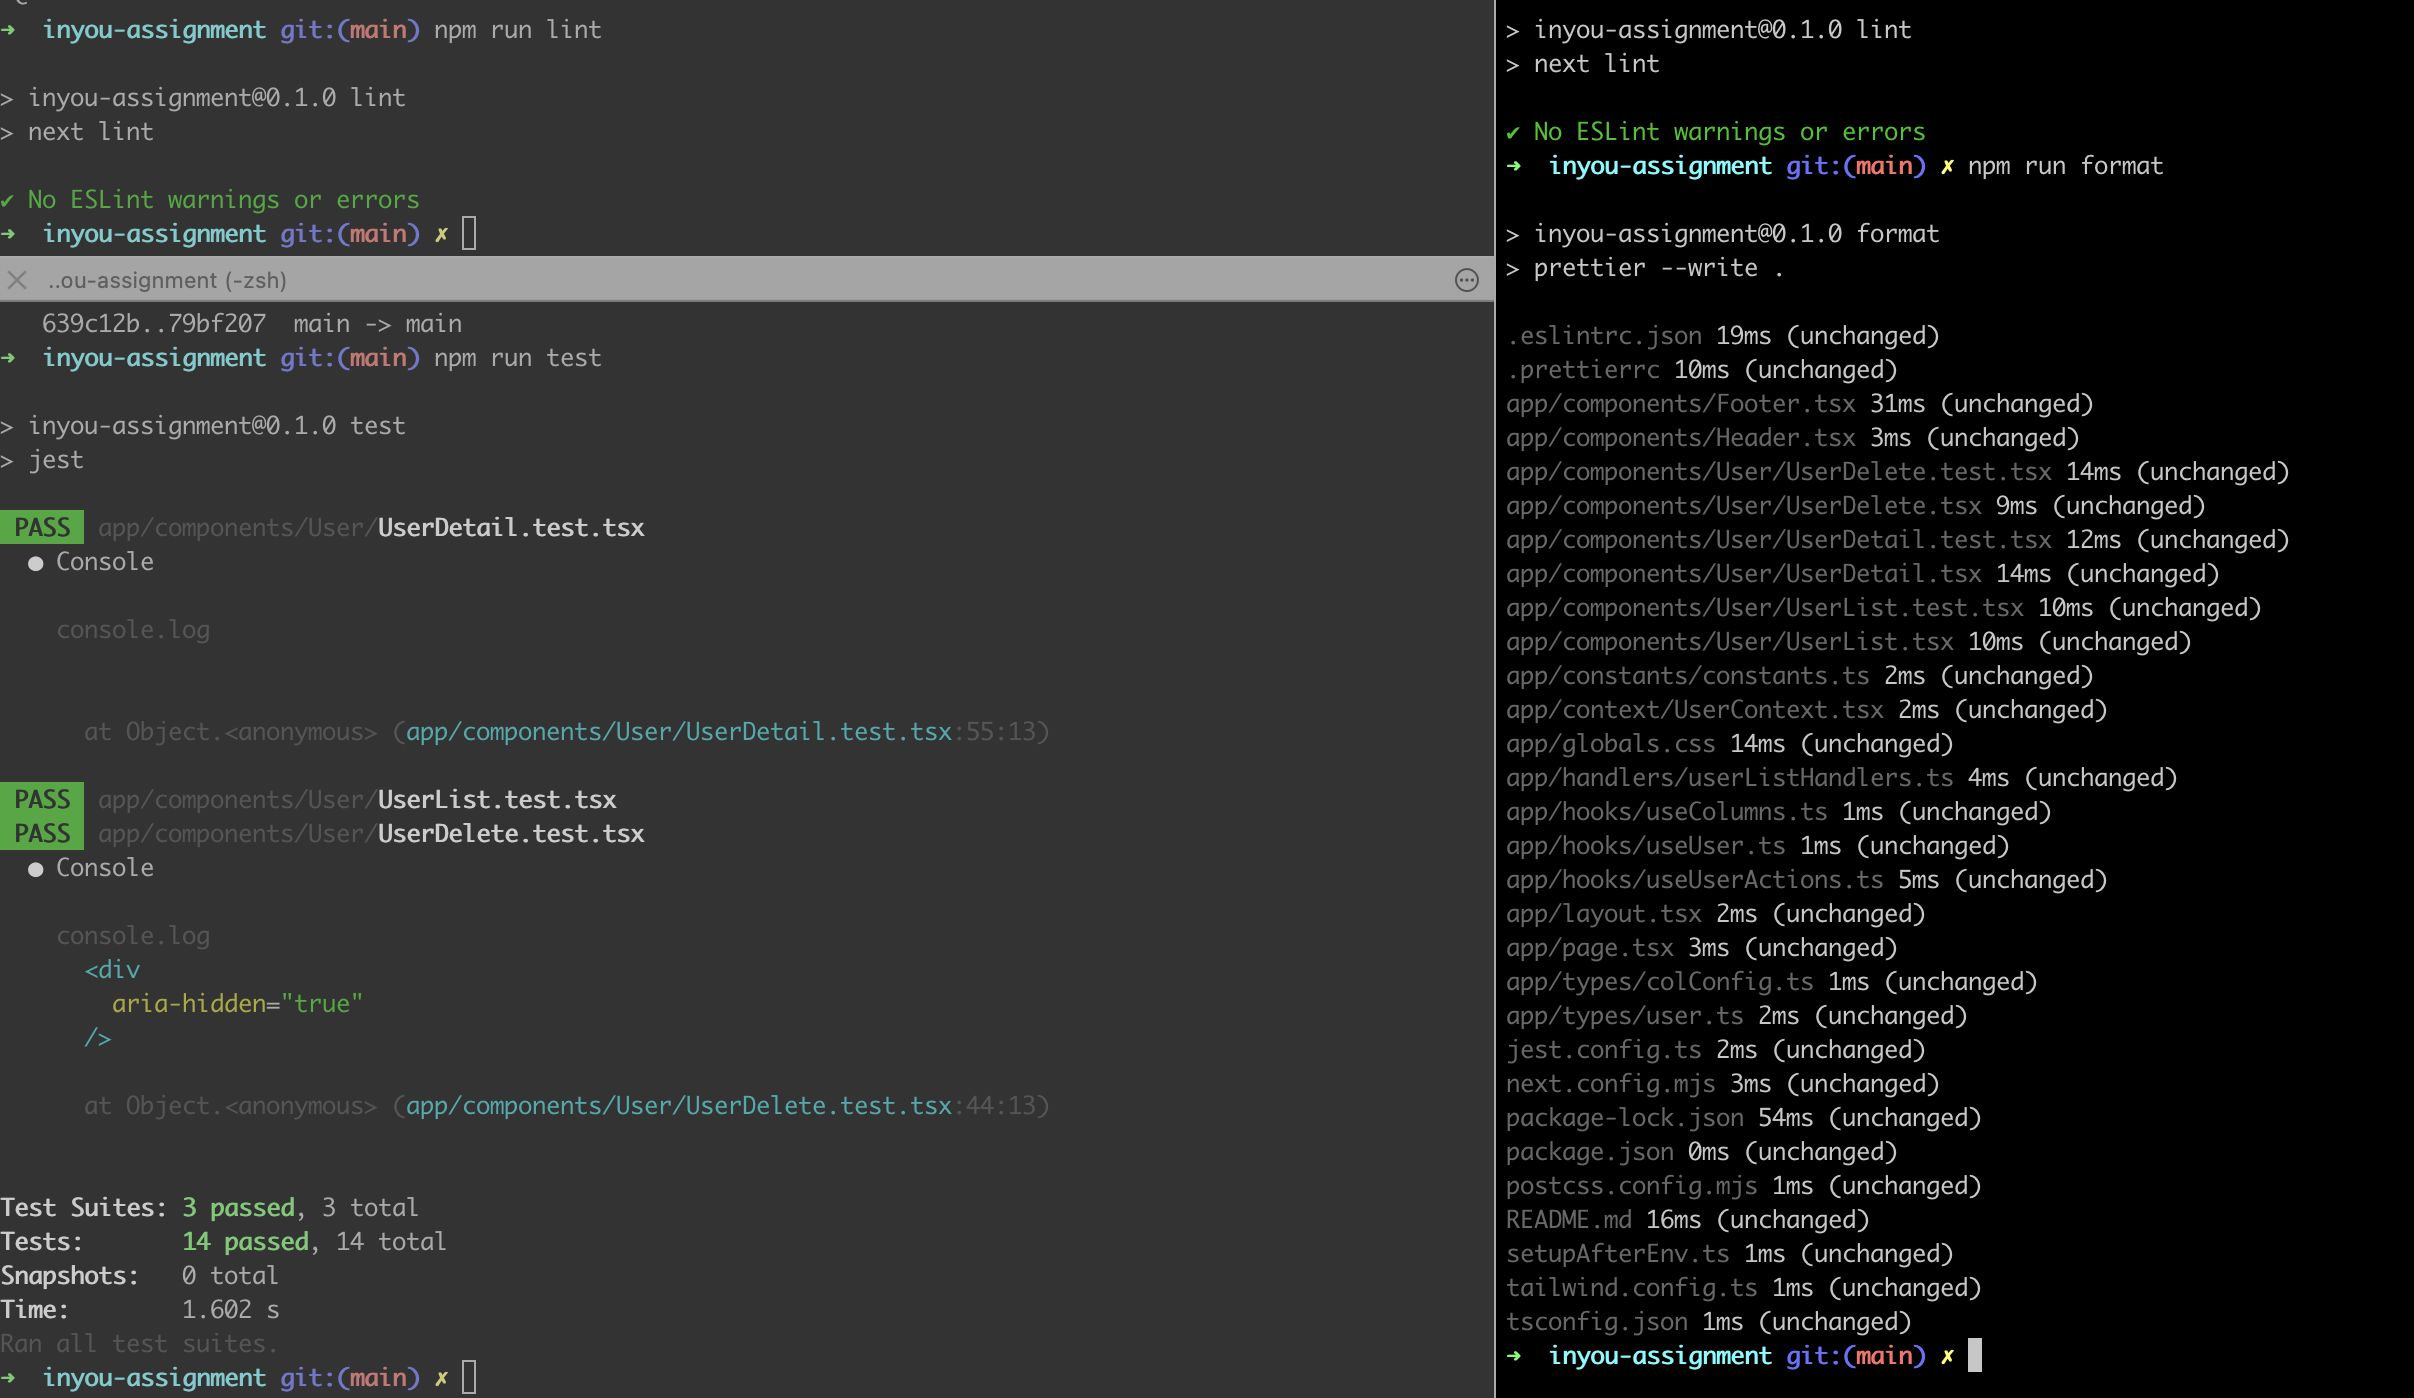 ➜  inyou-assignment git:(main) npm run lint
> inyou-assignment@0.1.0 lint
> next lint
✔ No ESLint warnings or errors
➜  inyou-assignment git:(main) ✗
..ou-assignment (-zsh)
639c12b..79bf207  main -> main
➜  inyou-assignment git:(main) npm run test
> inyou-assignment@0.1.0 test
> jest
PASS app/components/User/UserDetail.test.tsx
● Console
console.log
at Object.<anonymous> (app/components/User/UserDetail.test.tsx:55:13)
PASS app/components/User/UserList.test.tsx
PASS app/components/User/UserDelete.test.tsx
● Console
console.log
<div
aria-hidden="true"
/>
at Object.<anonymous> (app/components/User/UserDelete.test.tsx:44:13)
Test Suites: 3 passed, 3 total
Tests:       14 passed, 14 total
Snapshots:   0 total
Time:        1.602 s
Ran all test suites.
➜  inyou-assignment git:(main) ✗
> inyou-assignment@0.1.0 lint
> next lint
✔ No ESLint warnings or errors
➜  inyou-assignment git:(main) ✗ npm run format
> inyou-assignment@0.1.0 format
> prettier --write .
.eslintrc.json 19ms (unchanged)
.prettierrc 10ms (unchanged)
app/components/Footer.tsx 31ms (unchanged)
app/components/Header.tsx 3ms (unchanged)
app/components/User/UserDelete.test.tsx 14ms (unchanged)
app/components/User/UserDelete.tsx 9ms (unchanged)
app/components/User/UserDetail.test.tsx 12ms (unchanged)
app/components/User/UserDetail.tsx 14ms (unchanged)
app/components/User/UserList.test.tsx 10ms (unchanged)
app/components/User/UserList.tsx 10ms (unchanged)
app/constants/constants.ts 2ms (unchanged)
app/context/UserContext.tsx 2ms (unchanged)
app/globals.css 14ms (unchanged)
app/handlers/userListHandlers.ts 4ms (unchanged)
app/hooks/useColumns.ts 1ms (unchanged)
app/hooks/useUser.ts 1ms (unchanged)
app/hooks/useUserActions.ts 5ms (unchanged)
app/layout.tsx 2ms (unchanged)
app/page.tsx 3ms (unchanged)
app/types/colConfig.ts 1ms (unchanged)
app/types/user.ts 2ms (unchanged)
jest.config.ts 2ms (unchanged)
next.config.mjs 3ms (unchanged)
package-lock.json 54ms (unchanged)
package.json 0ms (unchanged)
postcss.config.mjs 1ms (unchanged)
README.md 16ms (unchanged)
setupAfterEnv.ts 1ms (unchanged)
tailwind.config.ts 1ms (unchanged)
tsconfig.json 1ms (unchanged)
➜  inyou-assignment git:(main) ✗